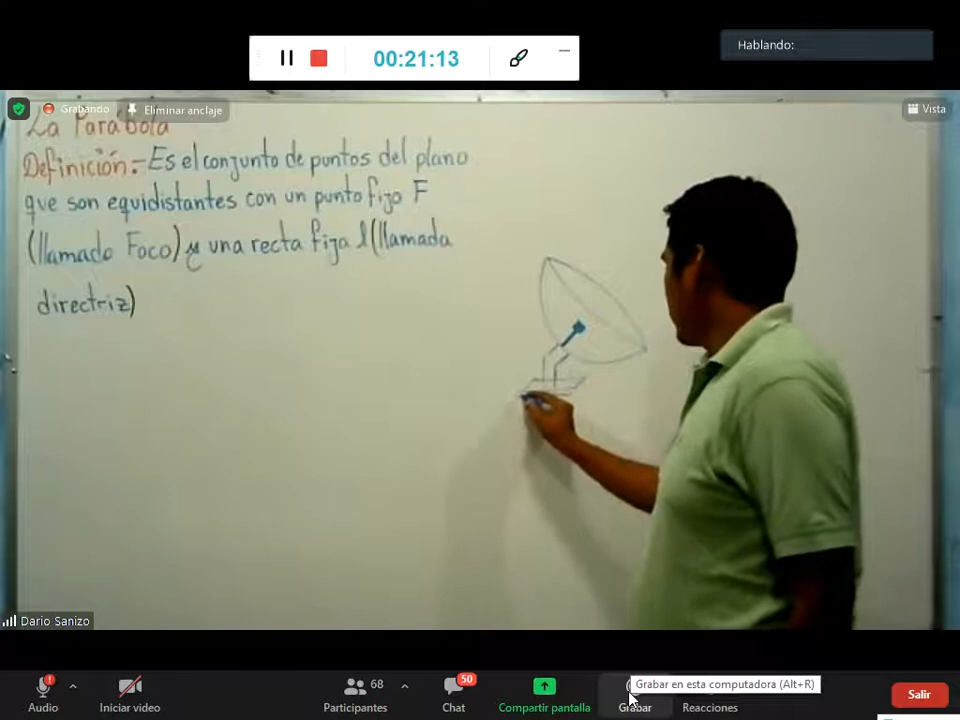 00:21:13
Hablando:
Grabando
Eliminar anclaje
Vista
La Parábola
Definición.- Es el conjunto de puntos del plano
que son equidistantes con un punto fijo F
(llamado Foco) y una recta fija l (llamada
directriz)
Dario Sanizo
Audio
Iniciar video
68
Participantes
50
Chat
Compartir pantalla
Grabar en esta computadora (Alt+R)
Grabar
Reacciones
Salir